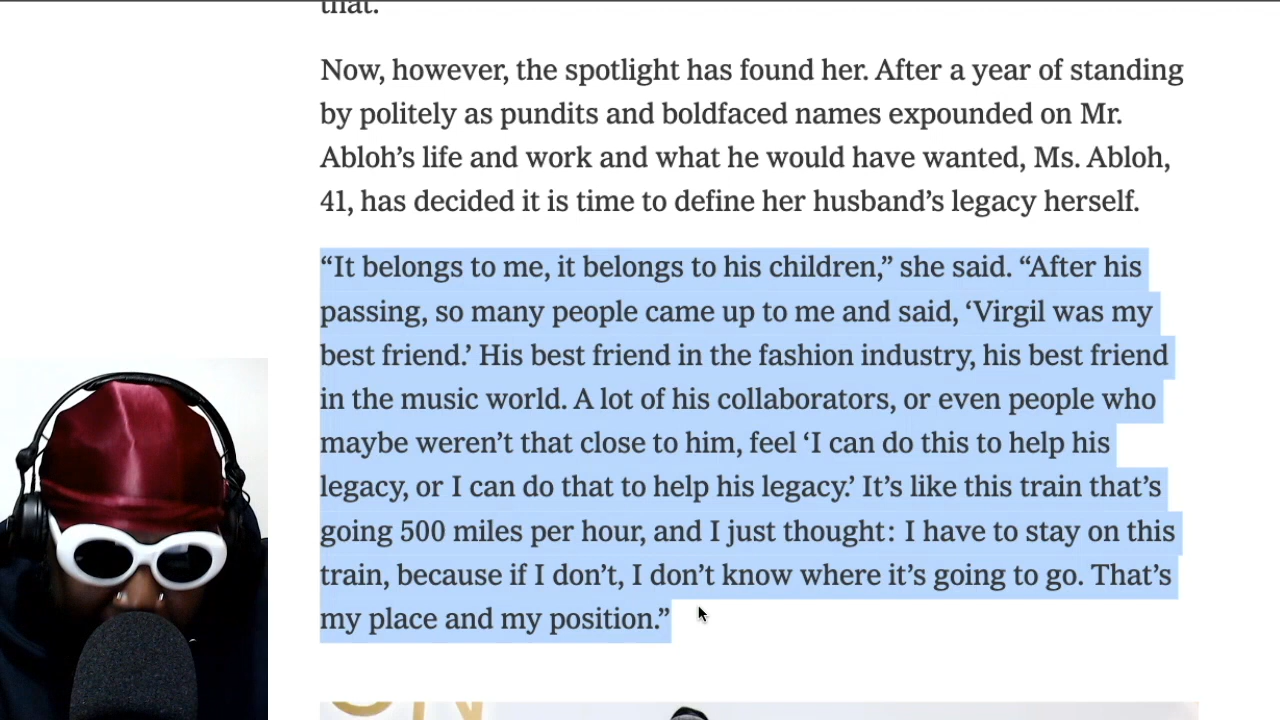 that.
Now, however, the spotlight has found her. After a year of standing
by politely as pundits and boldfaced names expounded on Mr.
Abloh’s life and work and what he would have wanted, Ms. Abloh,
41, has decided it is time to define her husband’s legacy herself.
“It belongs to me, it belongs to his children,” she said. “After his
passing, so many people came up to me and said, ‘Virgil was my
best friend.’ His best friend in the fashion industry, his best friend
in the music world. A lot of his collaborators, or even people who
maybe weren’t that close to him, feel ‘I can do this to help his
legacy, or I can do that to help his legacy.’ It’s like this train that’s
going 500 miles per hour, and I just thought: I have to stay on this
train, because if I don’t, I don’t know where it’s going to go. That’s
my place and my position.”